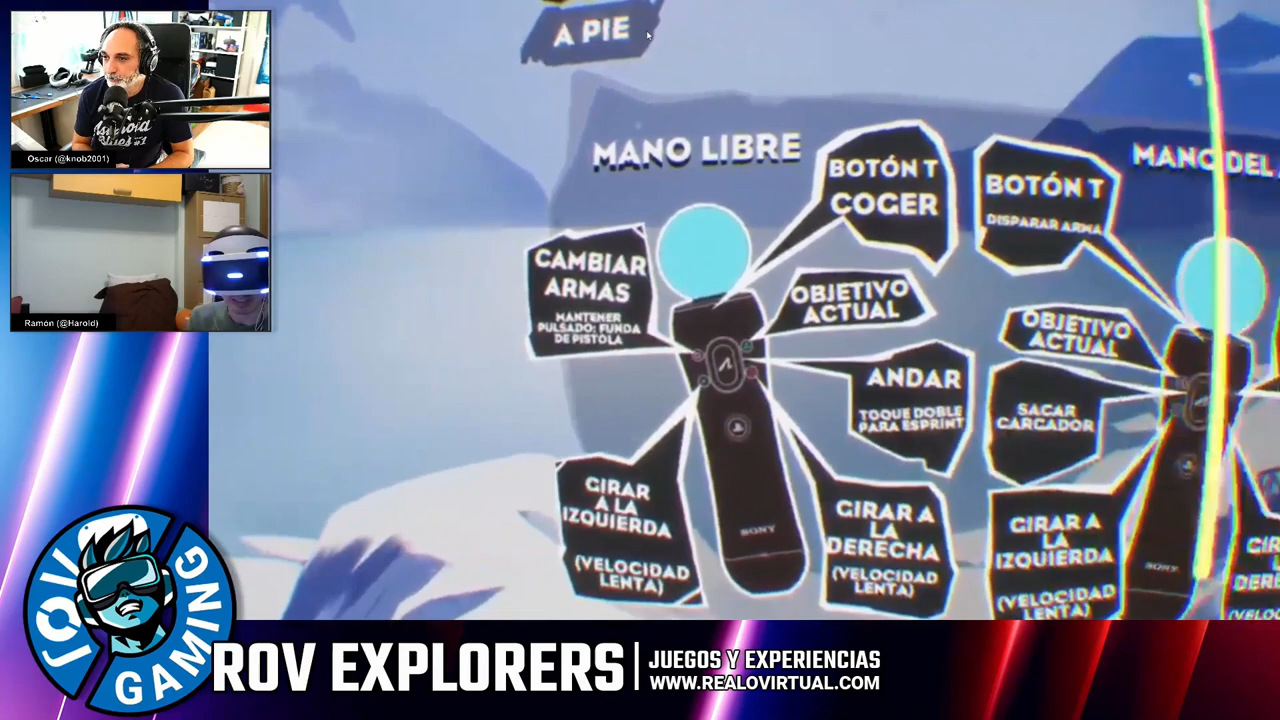 A PIE
MANO LIBRE
MANO DEL
BOTÓN T
COGER
BOTÓN T
DISPARAR ARMA
CAMBIAR
ARMAS
MANTENER
PULSADO: FUNDA
DE PISTOLA
OBJETIVO
ACTUAL
OBJETIVO
ACTUAL
ANDAR
TOQUE DOBLE
PARA ESPRINT
SACAR
CARGADOR
GIRAR
A LA
IZQUIERDA
(VELOCIDAD
LENTA)
GIRAR A
LA
DERECHA
(VELOCIDAD
LENTA)
GIRAR A
LA
IZQUIERDA
(VELOCIDAD
LENTA)
SONY
SONY
Oscar (@knob2001)
Ramón (@Harold)
ROV
GAMING
ROV EXPLORERS
JUEGOS Y EXPERIENCIAS
WWW.REALOVIRTUAL.COM